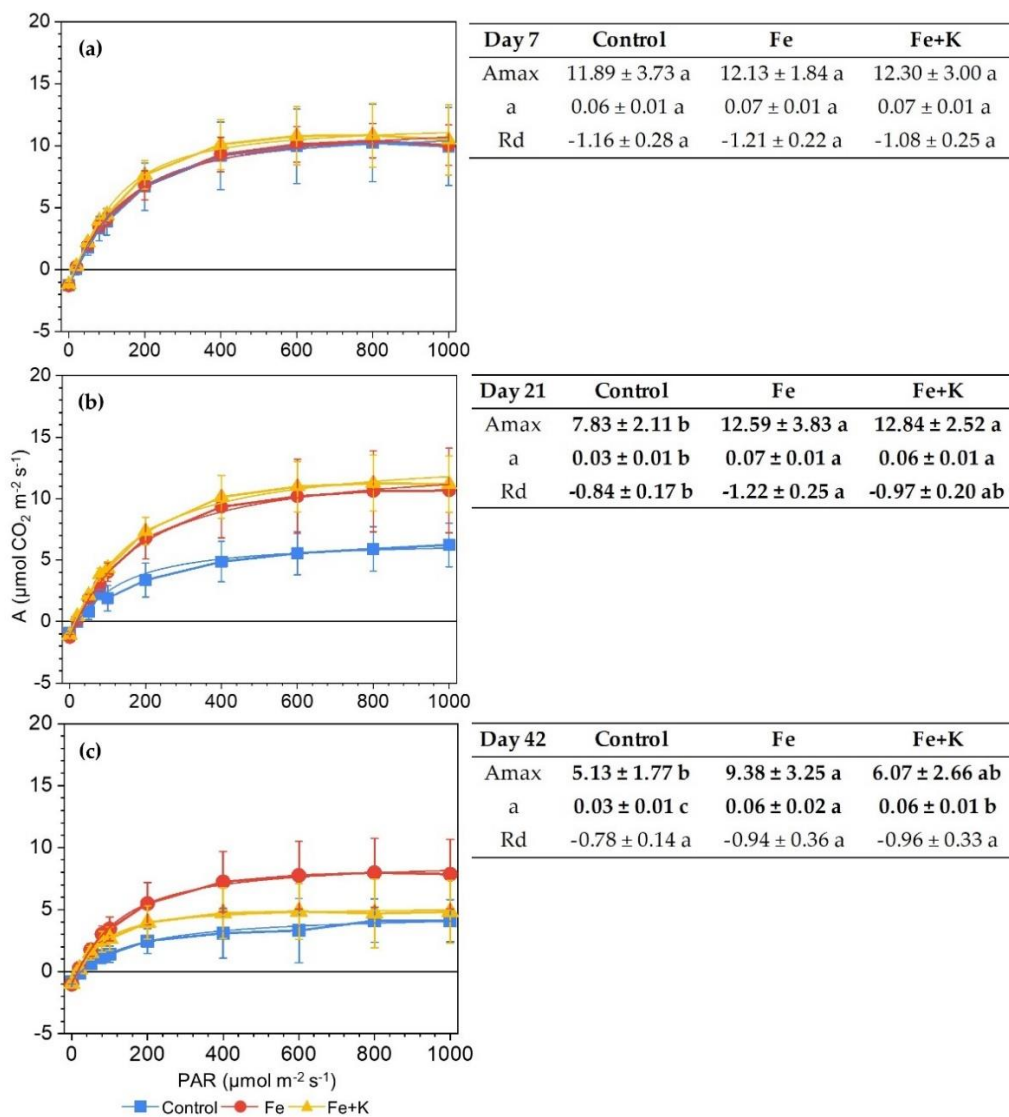 (a)
20
15
10
5
0
-5
0 200 400 600 800 1000
Day 7 Control Fe Fe+K
Amax 11.89 ± 3.73 a 12.13 ± 1.84 a 12.30 ± 3.00 a
a 0.06 ± 0.01 a 0.07 ± 0.01 a 0.07 ± 0.01 a
Rd -1.16 ± 0.28 a -1.21 ± 0.22 a -1.08 ± 0.25 a
A (µmol CO2 m-2 s-1)
(b)
20
15
10
5
0
-5
0 200 400 600 800 1000
Day 21 Control Fe Fe+K
Amax 7.83 ± 2.11 b 12.59 ± 3.83 a 12.84 ± 2.52 a
a 0.03 ± 0.01 b 0.07 ± 0.01 a 0.06 ± 0.01 a
Rd -0.84 ± 0.17 b -1.22 ± 0.25 a -0.97 ± 0.20 ab
(c)
20
15
10
5
0
-5
0 200 400 600 800 1000
Day 42 Control Fe Fe+K
Amax 5.13 ± 1.77 b 9.38 ± 3.25 a 6.07 ± 2.66 ab
a 0.03 ± 0.01 c 0.06 ± 0.02 a 0.06 ± 0.01 b
Rd -0.78 ± 0.14 a -0.94 ± 0.36 a -0.96 ± 0.33 a
PAR (µmol m-2 s-1)
Control Fe Fe+K